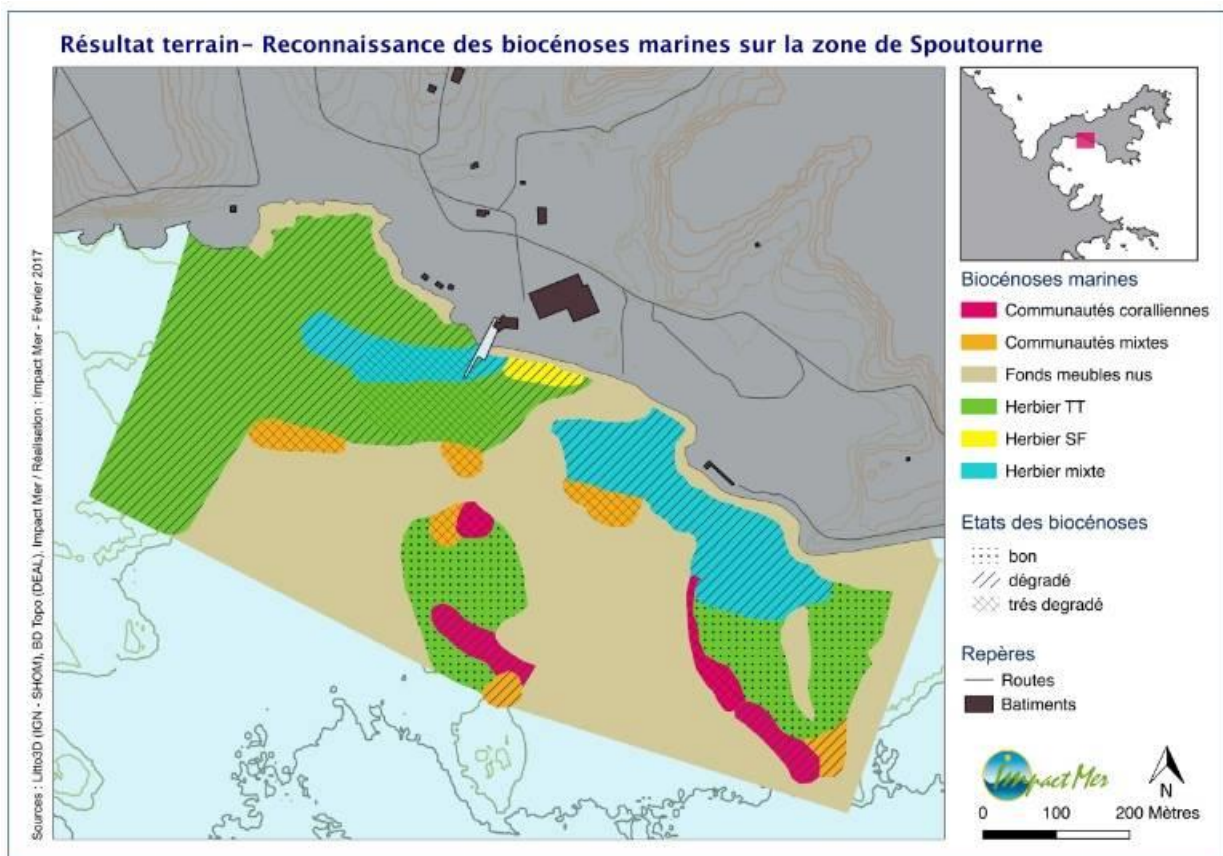 Résultat terrain– Reconnaissance des biocénoses marines sur la zone de Spoutourne
Sources : Litto3D (IGN - SHOM), BD Topo (DEAL), Impact Mer / Réalisation : Impact Mer - Février 2017
Biocénoses marines
Communautés coralliennes
Communautés mixtes
Fonds meubles nus
Herbier TT
Herbier SF
Herbier mixte
Etats des biocénoses
bon
dégradé
trés degradé
Repères
Routes
Batiments
Impact Mer
N
0 100 200 Mètres